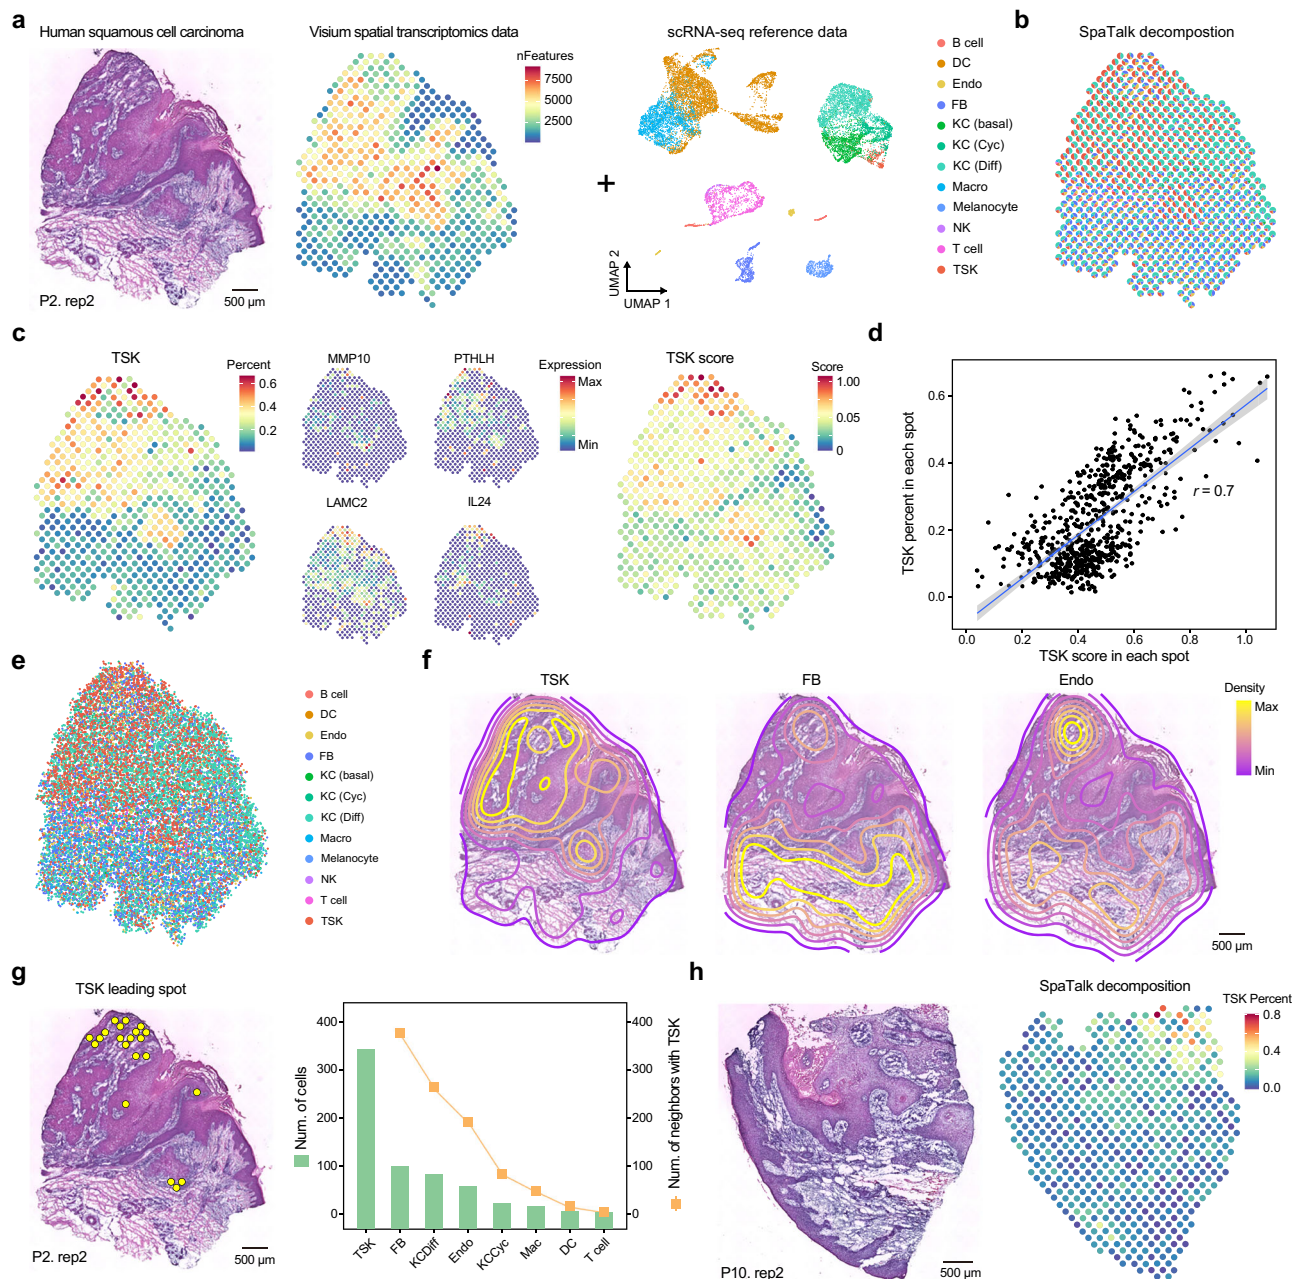 a
Human squamous cell carcinoma
Visium spatial transcriptomics data
nFeatures
7500
5000
2500
scRNA-seq reference data
+
UMAP 2
UMAP 1
P2. rep2
500 µm
B cell
DC
Endo
FB
KC (basal)
KC (Cyc)
KC (Diff)
Macro
Melanocyte
NK
T cell
TSK
b
SpaTalk decompostion
c
TSK
Percent
0.6
0.4
0.2
MMP10
PTHLH
LAMC2
IL24
Expression
Max
Min
TSK score
Score
1.00
0.05
0
d
TSK percent in each spot
0.6
0.4
0.2
0.0
r = 0.7
0.0 0.2 0.4 0.6 0.8 1.0
TSK score in each spot
e
B cell
DC
Endo
FB
KC (basal)
KC (Cyc)
KC (Diff)
Macro
Melanocyte
NK
T cell
TSK
f
TSK
FB
Endo
Density
Max
Min
500 µm
g
TSK leading spot
P2. rep2
500 µm
Num. of cells
400
300
200
100
0
400
300
200
100
0
Num. of neighbors with TSK
TSK
FB
KCDiff
Endo
KCCyc
Mac
DC
T cell
h
P10. rep2
500 µm
SpaTalk decomposition
TSK Percent
0.8
0.4
0.0